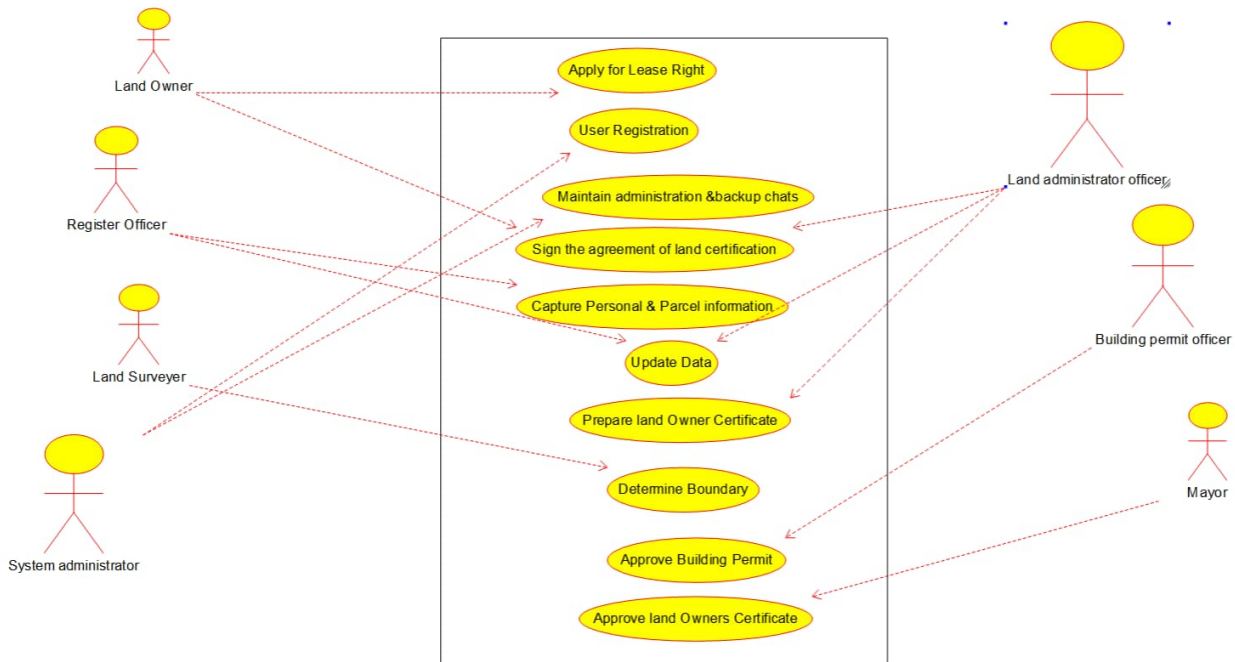 Land Owner
Register Officer
Land Surveyer
System administrator
Apply for Lease Right
User Registration
Maintain administration &backup chats
Sign the agreement of land certification
Capture Personal & Parcel information
Update Data
Prepare land Owner Certificate
Determine Boundary
Approve Building Permit
Approve land Owners Certificate
Land administrator officer
Building permit officer
Mayor